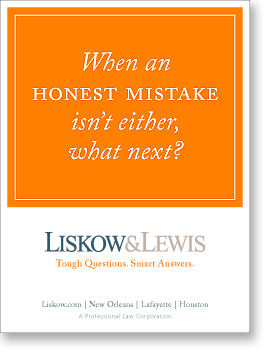 When an
HONEST MISTAKE
isn't either,
what next?
LISKOW&LEWIS
Tough Questions. Smart Answers.
Liskow.com | New Orleans | Lafayette | Houston
A Professional Law Corporation